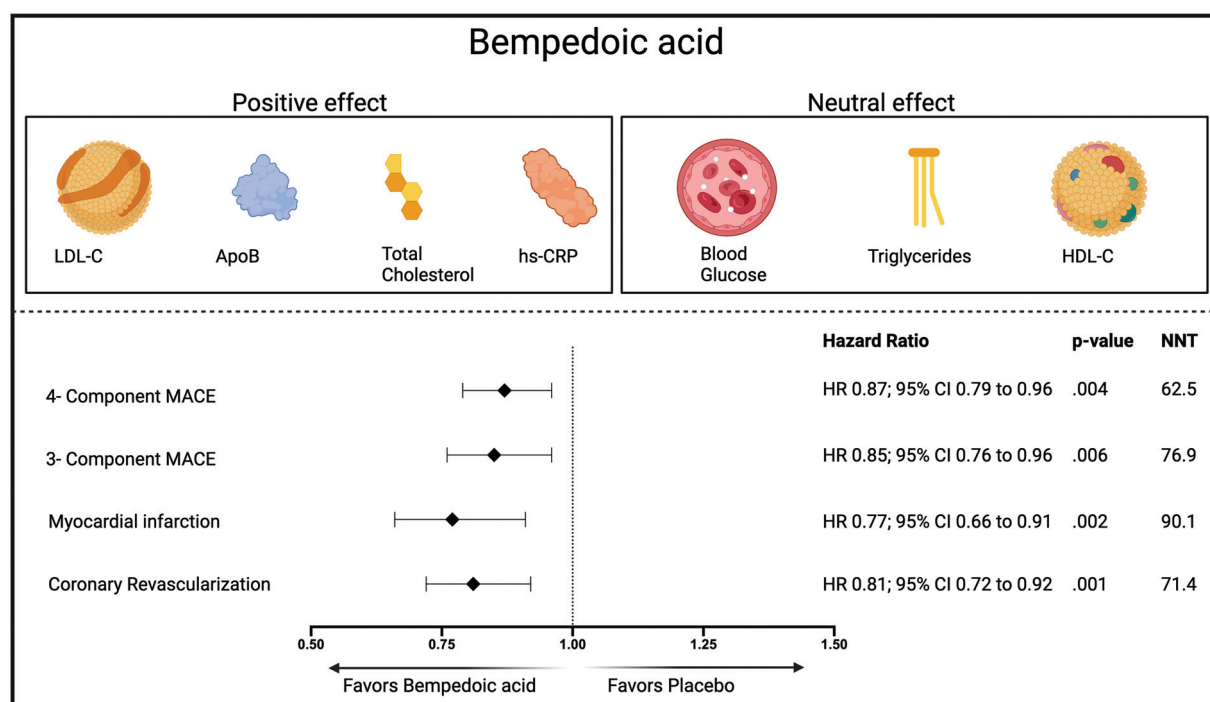 Bempedoic acid
Positive effect
Neutral effect
LDL-C
ApoB
Total
Cholesterol
hs-CRP
Blood
Glucose
Triglycerides
HDL-C
Hazard Ratio p-value NNT
4- Component MACE HR 0.87; 95% CI 0.79 to 0.96 .004 62.5
3- Component MACE HR 0.85; 95% CI 0.76 to 0.96 .006 76.9
Myocardial infarction HR 0.77; 95% CI 0.66 to 0.91 .002 90.1
Coronary Revascularization HR 0.81; 95% CI 0.72 to 0.92 .001 71.4
0.50 0.75 1.00 1.25 1.50
Favors Bempedoic acid Favors Placebo